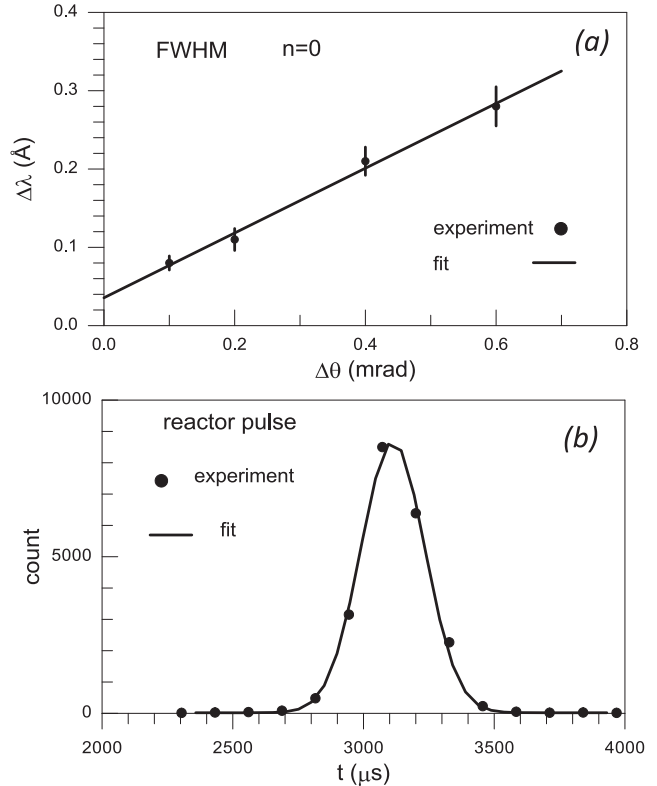 0.4
FWHM n=0 (a)
0.3
Δλ (Å)
0.2
experiment
0.1
fit
0.0
0.0 0.2 0.4 0.6 0.8
Δθ (mrad)
10000
reactor pulse (b)
experiment
fit
count
5000
0
2000 2500 3000 3500 4000
t (μs)